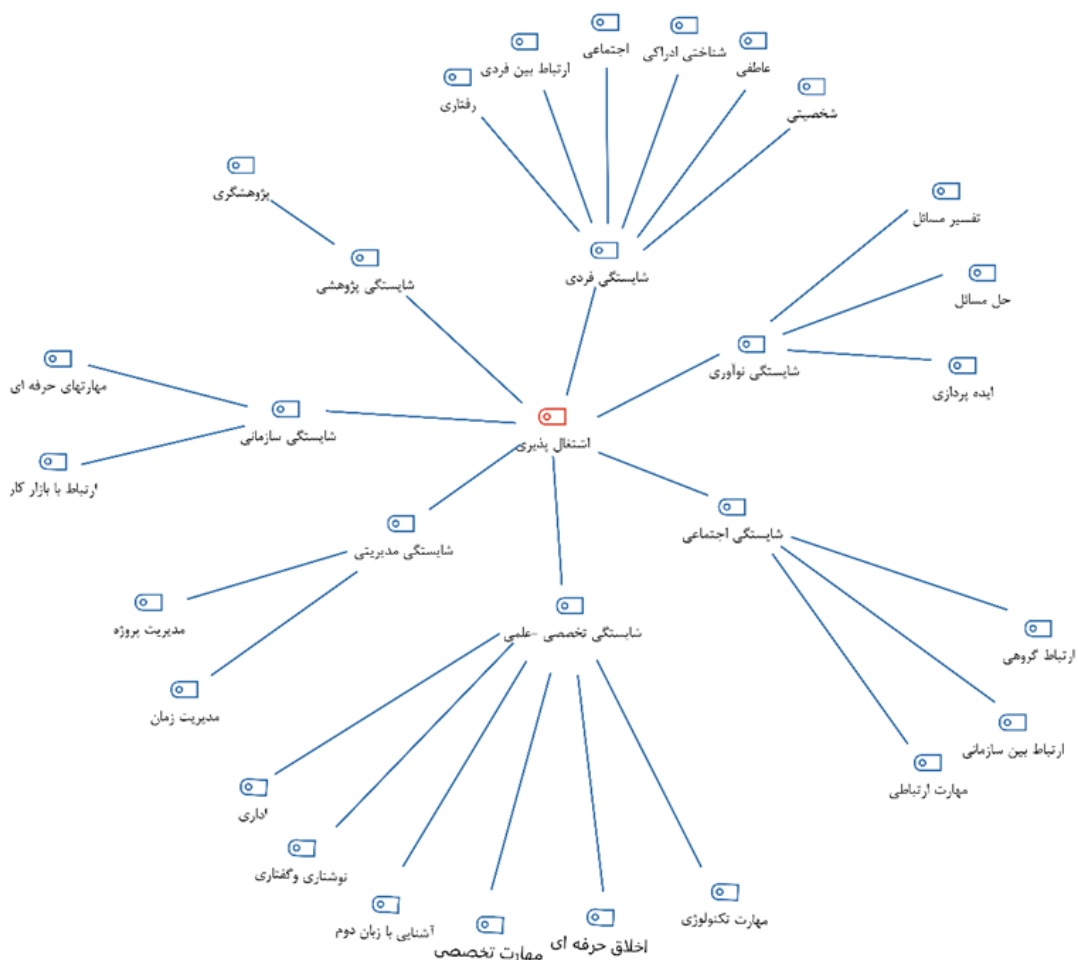 اجتماعی
شناختی ادراکی
عاطفی
ارتباط بین فردی
رفتاری
شخصیتی
پژوهشگری
تفسیر مسائل
شایستگی فردی
شایستگی پژوهشی
حل مسائل
شایستگی نوآوری
ایده پردازی
مهارتهای حرفه ای
شایستگی سازمانی
اشتغال پذیری
ارتباط با بازار کار
شایستگی مدیریتی
شایستگی اجتماعی
مدیریت پروژه
شایستگی تخصصی -علمی
ارتباط گروهی
مدیریت زمان
ارتباط بین سازمانی
مهارت ارتباطی
اداری
نوشتاری وگفتاری
آشنایی با زبان دوم
مهارت تخصصی
اخلاق حرفه ای
مهارت تکنولوژی